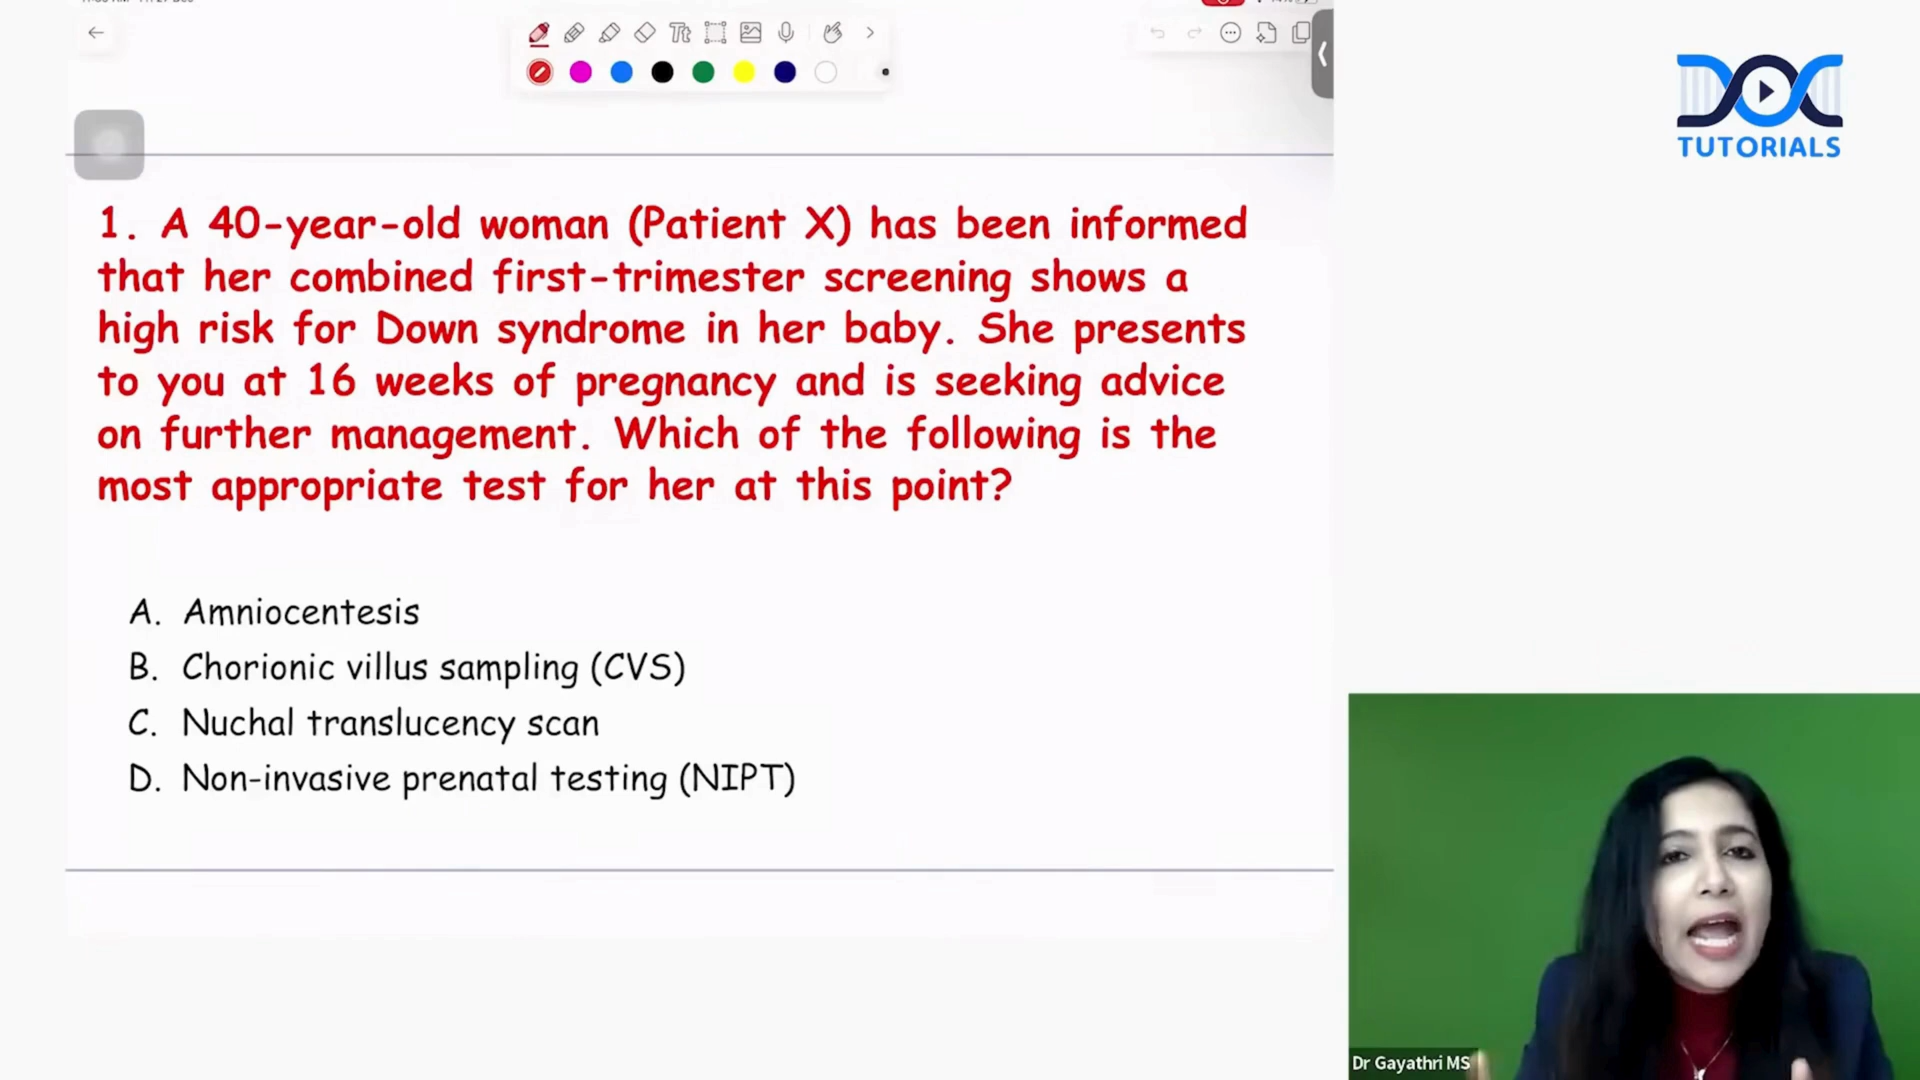 DOC
TUTORIALS
1. A 40-year-old woman (Patient X) has been informed
that her combined first-trimester screening shows a
high risk for Down syndrome in her baby. She presents
to you at 16 weeks of pregnancy and is seeking advice
on further management. Which of the following is the
most appropriate test for her at this point?
A. Amniocentesis
B. Chorionic villus sampling (CVS)
C. Nuchal translucency scan
D. Non-invasive prenatal testing (NIPT)
Dr Gayathri MS